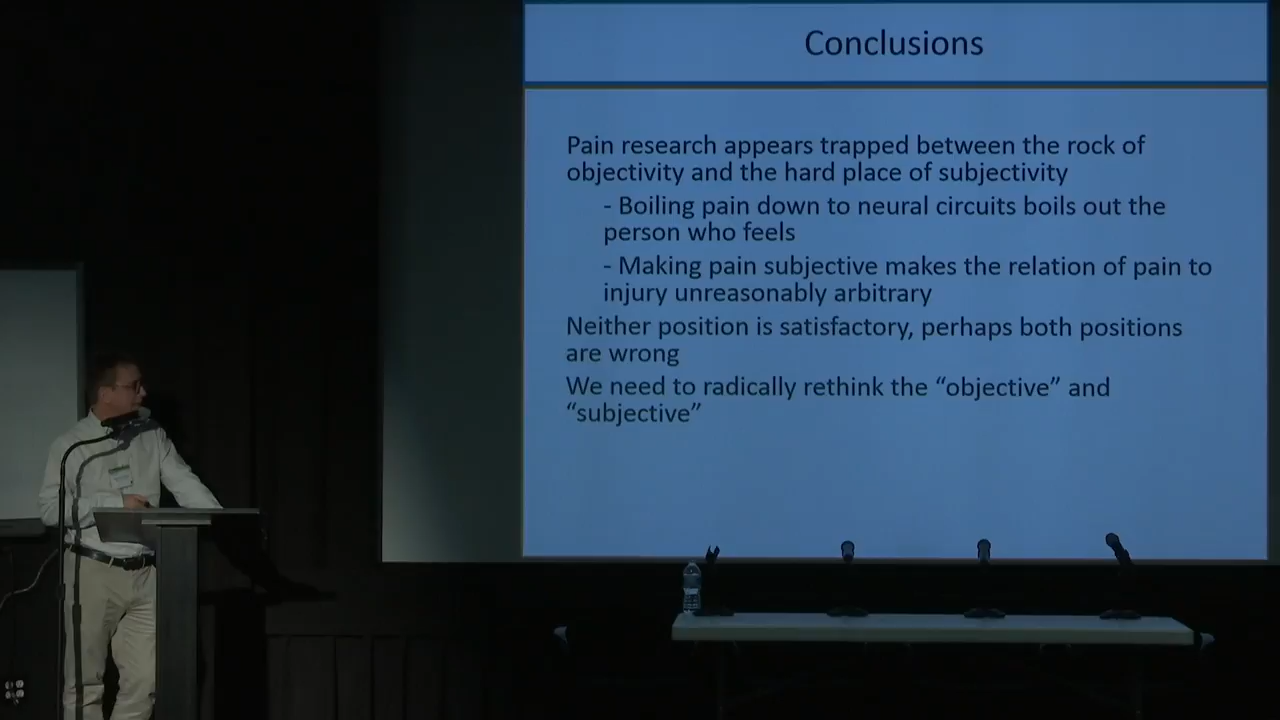 Conclusions
Pain research appears trapped between the rock of
objectivity and the hard place of subjectivity
- Boiling pain down to neural circuits boils out the
person who feels
- Making pain subjective makes the relation of pain to
injury unreasonably arbitrary
Neither position is satisfactory, perhaps both positions
are wrong
We need to radically rethink the “objective” and
“subjective”